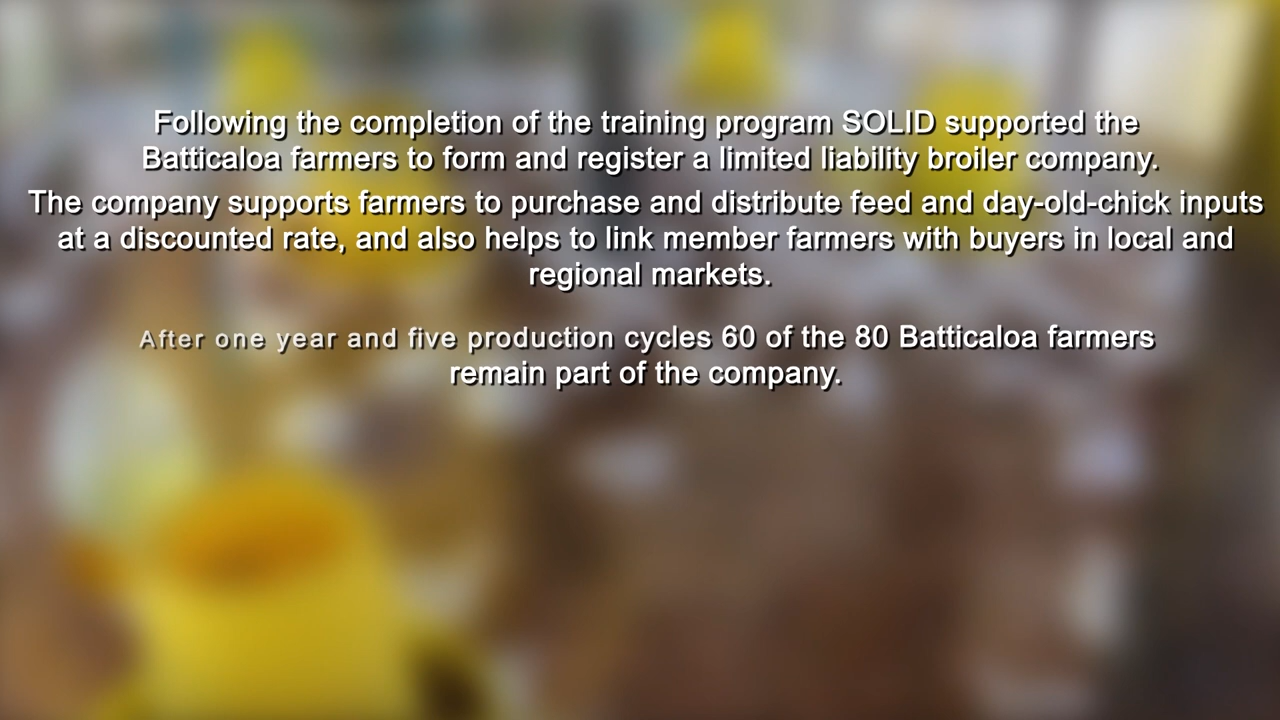 Following the completion of the training program SOLID supported the
Batticaloa farmers to form and register a limited liability broiler company.
The company supports farmers to purchase and distribute feed and day-old-chick inputs
at a discounted rate, and also helps to link member farmers with buyers in local and
regional markets.
After one year and five production cycles 60 of the 80 Batticaloa farmers
remain part of the company.